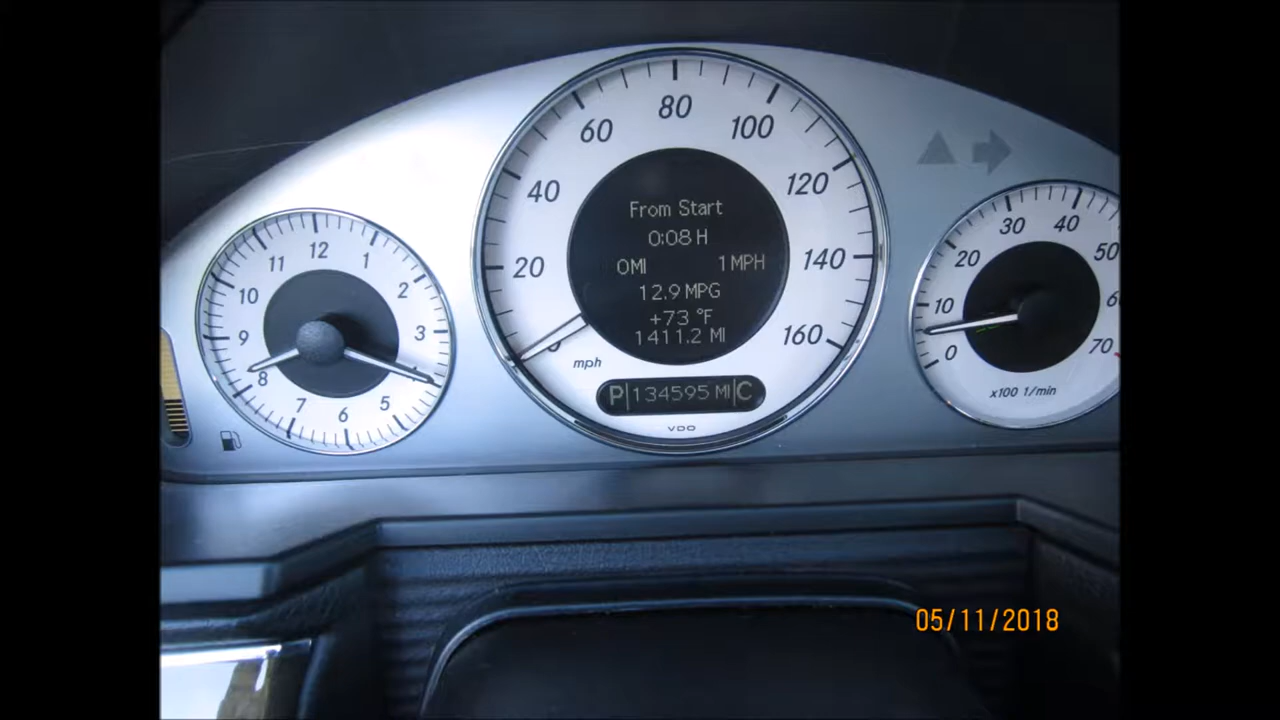 12
1
2
3
5
6
7
8
9
10
11
20
40
60
80
100
120
140
160
mph
From Start
0:08 H
0MI 1 MPH
12.9 MPG
+73 °F
1411.2 MI
P 134595 MI C
VDO
0
10
20
30
40
50
70
x100 1/min
05/11/2018